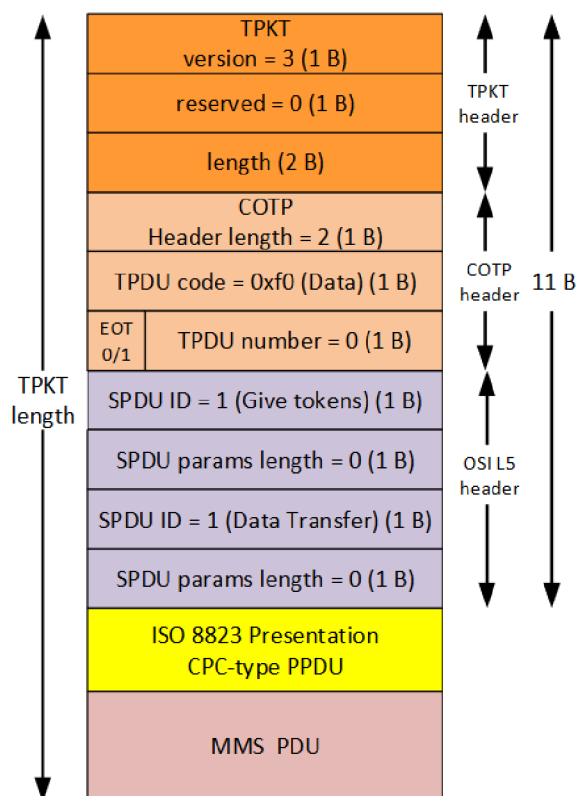 TPKT
version = 3 (1 B)
reserved = 0 (1 B)
length (2 B)
COTP
Header length = 2 (1 B)
TPDU code = 0xf0 (Data) (1 B)
EOT
0/1
TPDU number = 0 (1 B)
SPDU ID = 1 (Give tokens) (1 B)
SPDU params length = 0 (1 B)
SPDU ID = 1 (Data Transfer) (1 B)
SPDU params length = 0 (1 B)
ISO 8823 Presentation
CPC-type PPDU
MMS PDU
TPKT
length
TPKT
header
COTP
header
OSI L5
header
11 B